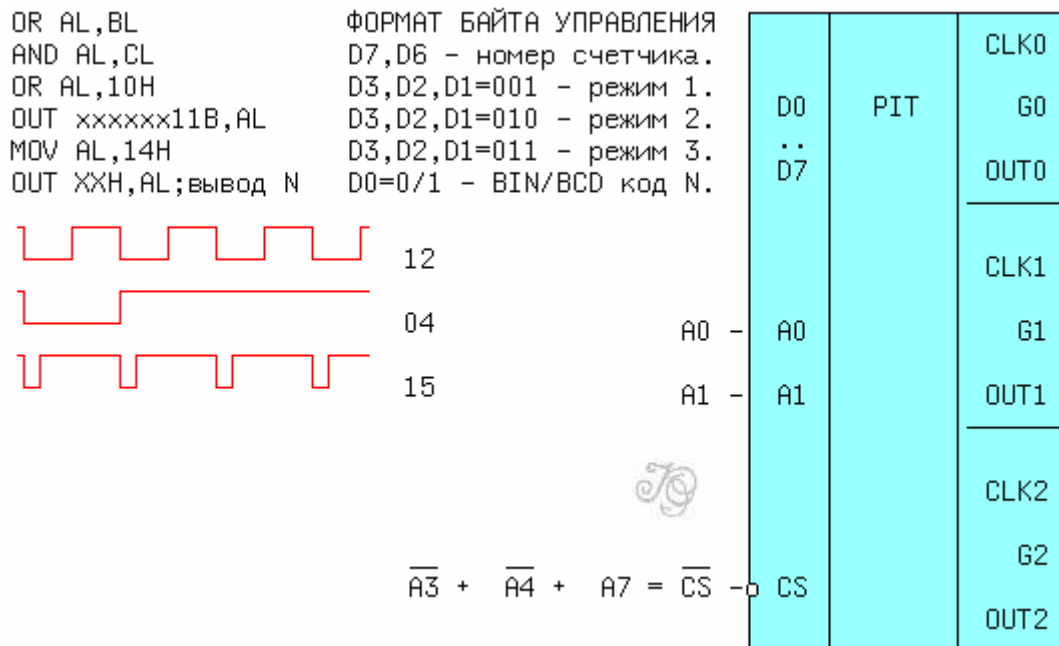 OR AL,BL
AND AL,CL
OR AL,10H
OUT xxxxxx11B,AL
MOV AL,14H
OUT XXH,AL;вывод N
ФОРМАТ БАЙТА УПРАВЛЕНИЯ
D7,D6 - номер счетчика.
D3,D2,D1=001 - режим 1.
D3,D2,D1=010 - режим 2.
D3,D2,D1=011 - режим 3.
D0=0/1 - BIN/BCD код N.
12
04
15
A0 -
A1 -
A̅3̅ + A̅4̅ + A7 = C̅S̅ -
D0
..
D7
A0
A1
CS
PIT
CLK0
G0
OUT0
CLK1
G1
OUT1
CLK2
G2
OUT2